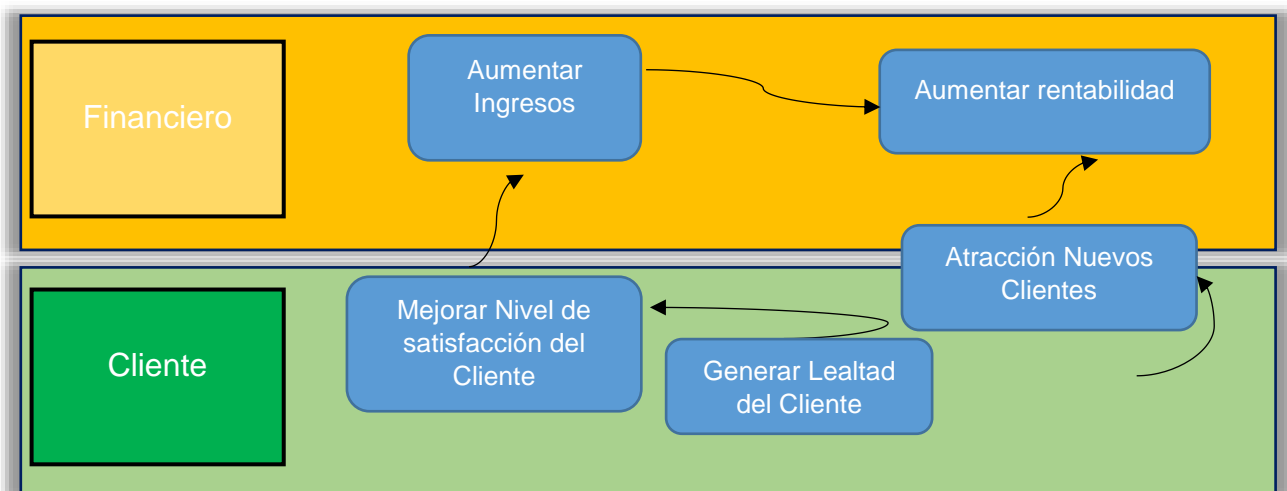 Financiero
Aumentar
Ingresos
Aumentar rentabilidad
Atracción Nuevos
Clientes
Cliente
Mejorar Nivel de
satisfacción del
Cliente
Generar Lealtad
del Cliente